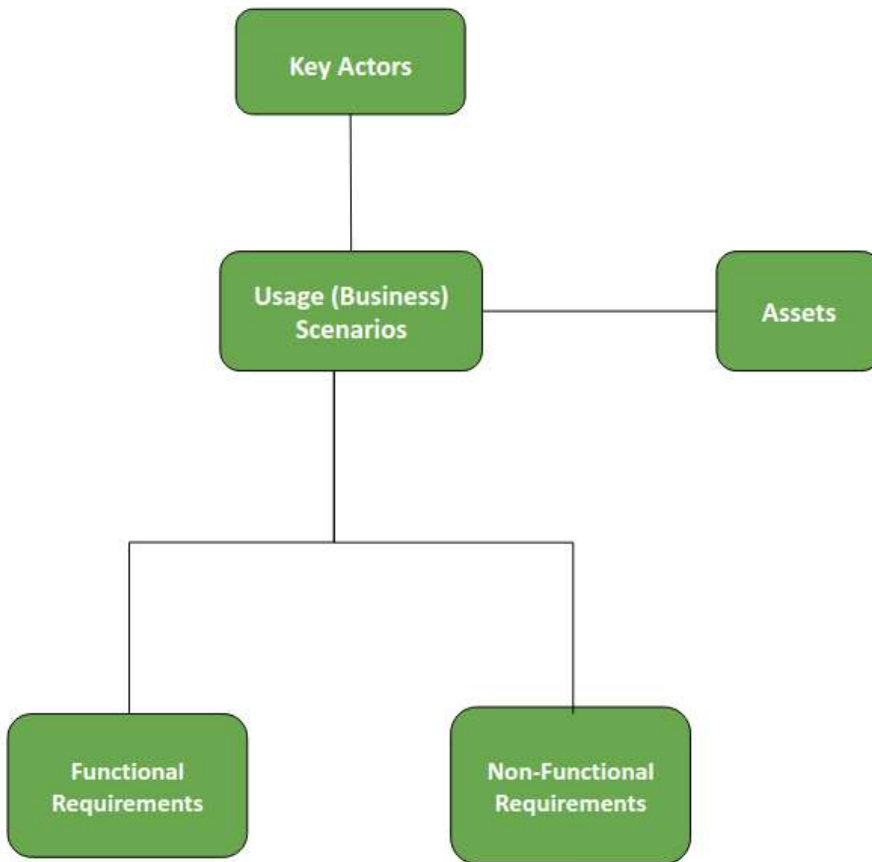 Key Actors
Usage (Business)
Scenarios
Assets
Functional
Requirements
Non-Functional
Requirements